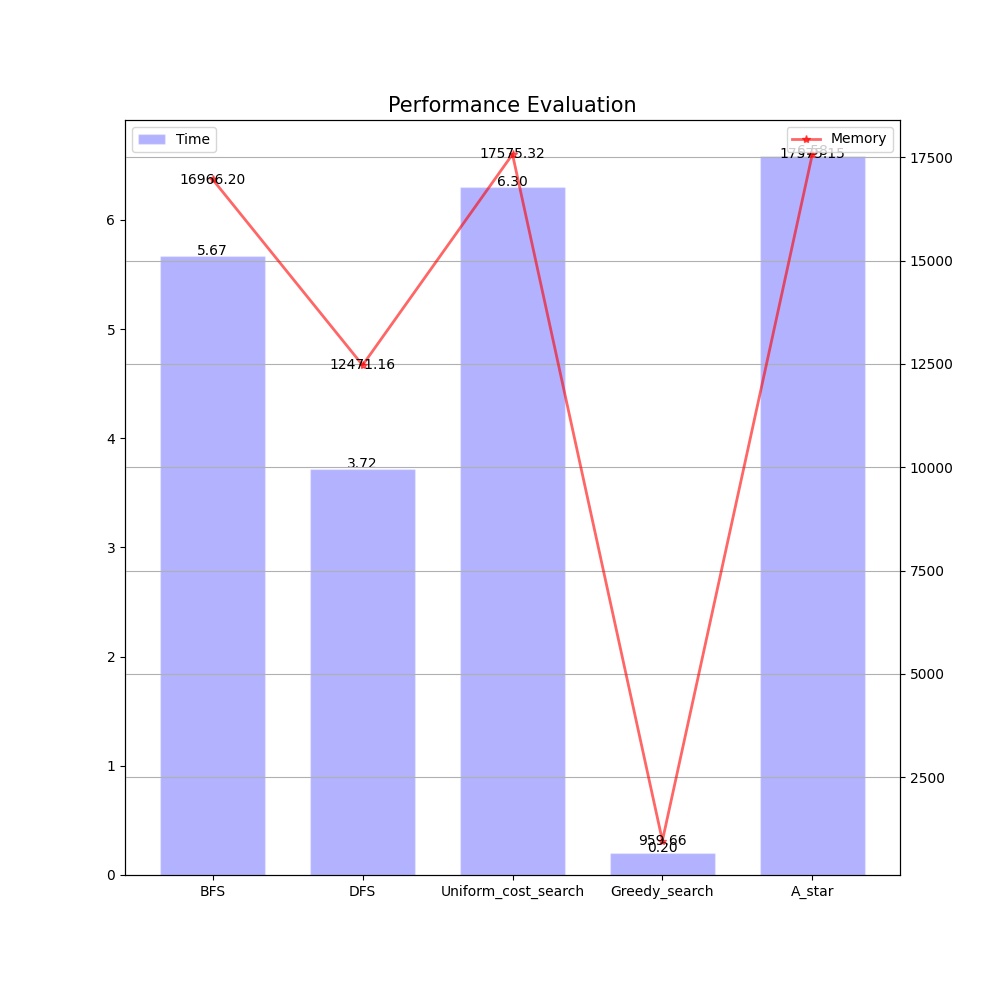 Performance Evaluation
Time
Memory
16966.20
17575.32
17500
6.30
6
5.67
15000
5
12471.16
12500
4
3.72
10000
3
7500
2
5000
1
2500
959.66
0.20
0
BFS
DFS
Uniform_cost_search
Greedy_search
A_star